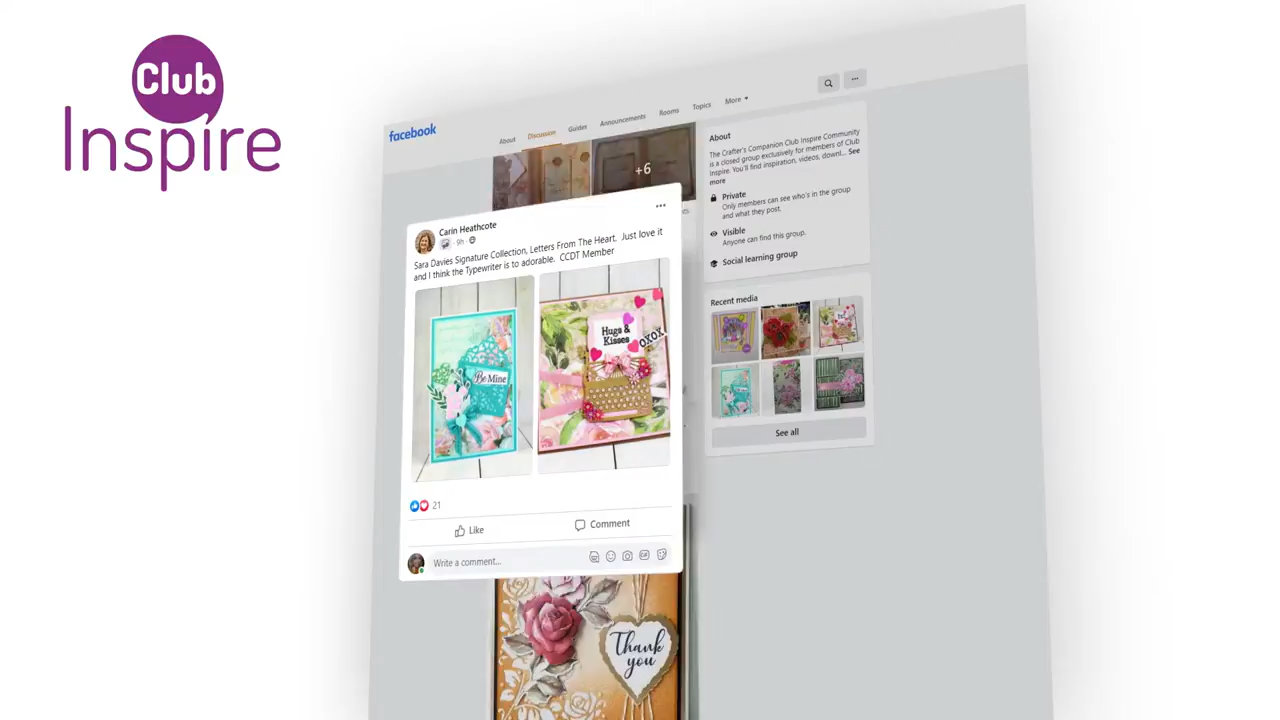 Club
Inspire
facebook
About
Discussion
Guides
Announcements
Rooms
Topics
More
+6
About
The Crafter's Companion Club Inspire Community
is a closed group exclusively for members of Club
Inspire. You'll find inspiration, videos, downl... See
more
Private
Only members can see who's in the group
and what they post.
Visible
Anyone can find this group.
Social learning group
Recent media
See all
Carin Heathcote
9h
Sara Davies Signature Collection, Letters From The Heart. Just love it
and I think the Typewriter is to adorable. CCDT Member
Be Mine
Hugs &
Kisses
OXOX
21
Like
Comment
Write a comment...
GIF
Thank
you